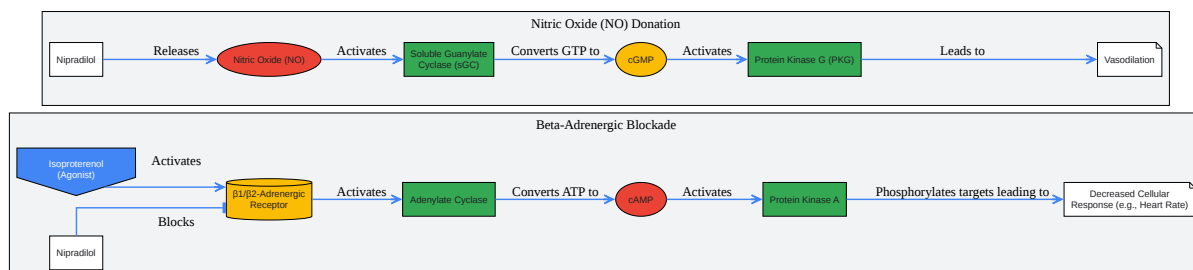 Nitric Oxide (NO) Donation
Nipradilol
Releases
Nitric Oxide (NO)
Activates
Soluble Guanylate
Cyclase (sGC)
Converts GTP to
cGMP
Activates
Protein Kinase G (PKG)
Leads to
Vasodilation
Beta-Adrenergic Blockade
Isoproterenol
(Agonist)
Activates
Nipradilol
Blocks
β1/β2-Adrenergic
Receptor
Activates
Adenylate Cyclase
Converts ATP to
cAMP
Activates
Protein Kinase A
Phosphorylates targets leading to
Decreased Cellular
Response (e.g., Heart Rate)